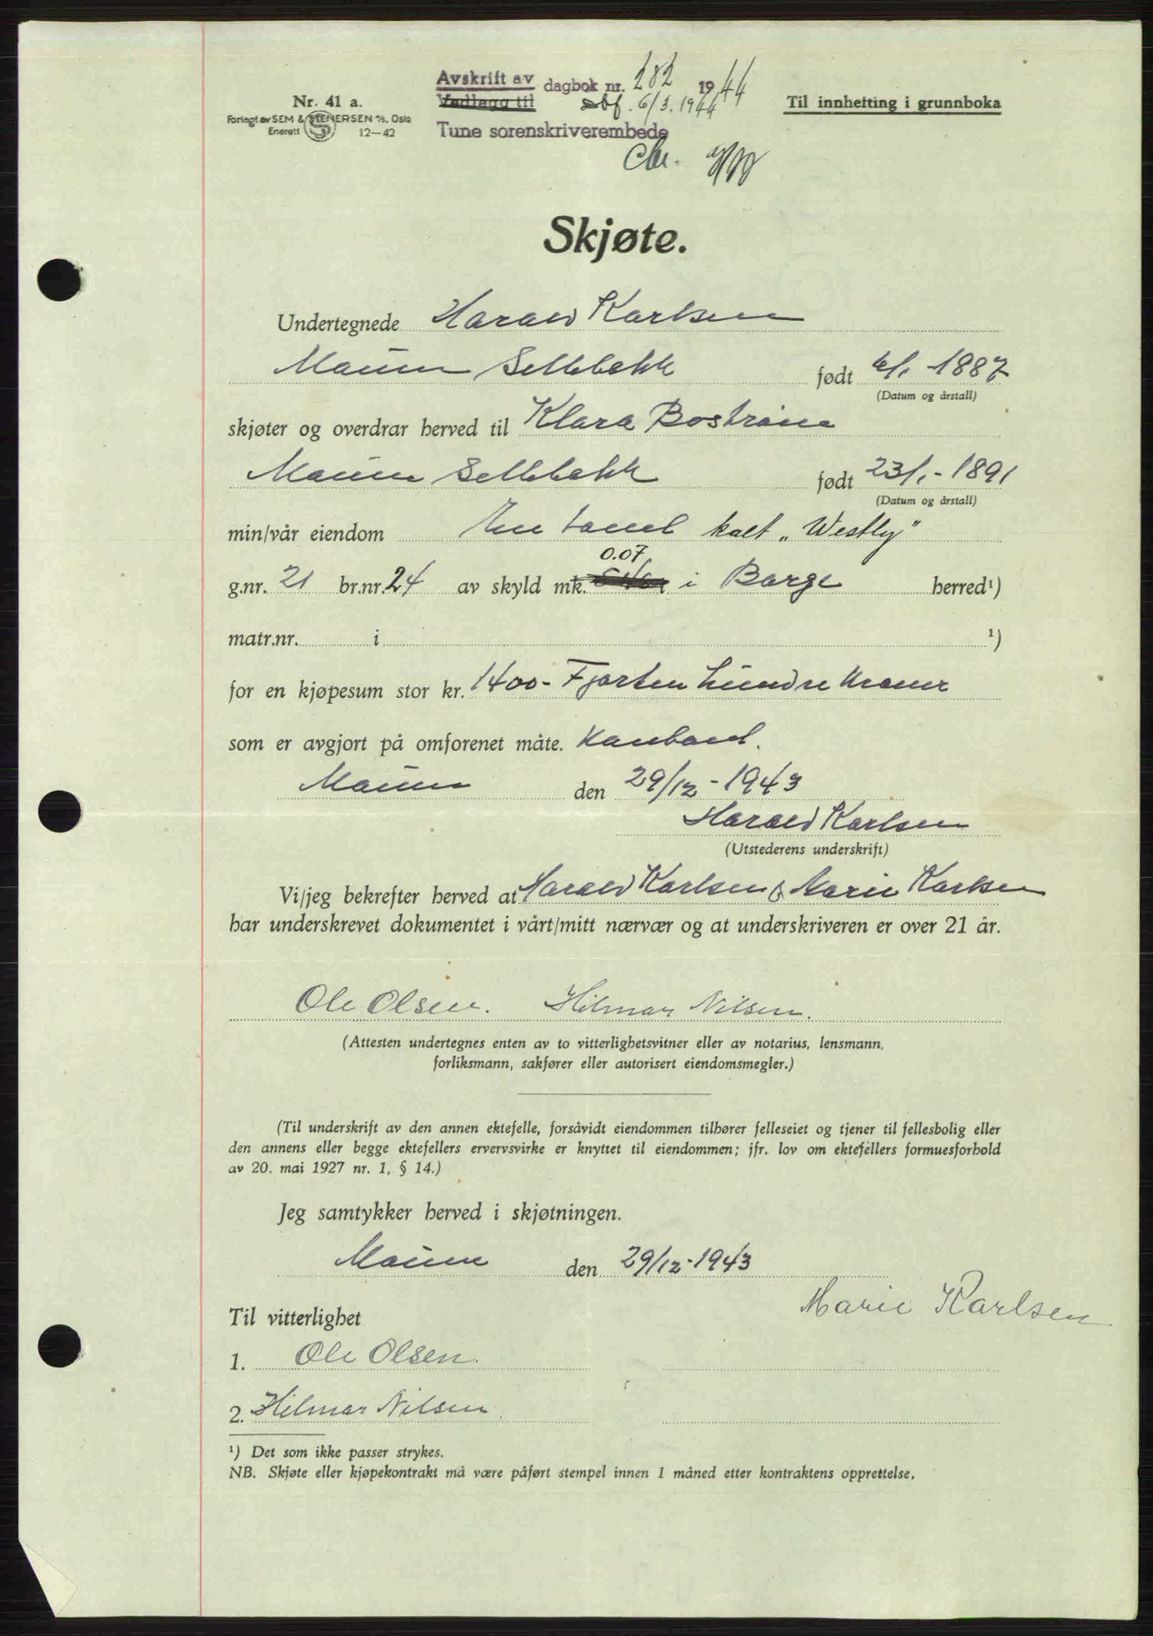 Avskrift av dagbok nr. 282 1944
Vedlegg til dbf. 6/3. 1944
Tune sorenskriverembede
Nr. 41 a.
Forlagt av SEM & STENERSEN A/S. Oslo
Enerett 12—42
Til innhefting i grunnboka
Skjøte.
Undertegnede Harald Karlsen
Maum Sellebakk født 6/1 1887
(Datum og årstall)
skjøter og overdrar herved til Klara Bostrøm
Maum Sellebakk født 23/1 - 1891
(Datum og årstall)
min/vår eiendom kalt „Westly"
0.07
g.nr. 21 br.nr. 24 av skyld mk. i Borge herred¹)
matr.nr. i ¹)
for en kjøpesum stor kr. 1400 - Fjorten hundre kroner
som er avgjort på omforenet måte. Kontant.
Maum den 29/12 - 1943
Harald Karlsen
(Utstederens underskrift)
Vi/jeg bekrefter herved at Harald Karlsen & Marie Karlsen
har underskrevet dokumentet i vårt/mitt nærvær og at underskriveren er over 21 år.
Ole Olsen. Hilmar Nilsen.
(Attesten undertegnes enten av to vitterlighetsvitner eller av notarius, lensmann,
forliksmann, sakfører eller autorisert eiendomsmegler.)
(Til underskrift av den annen ektefelle, forsåvidt eiendommen tilhører felleseiet og tjener til fellesbolig eller
den annens eller begge ektefellers ervervsvirke er knyttet til eiendommen; jfr. lov om ektefellers formuesforhold
av 20. mai 1927 nr. 1, § 14.)
Jeg samtykker herved i skjøtningen.
Maum den 29/12 - 1943
Marie Karlsen
Til vitterlighet
1. Ole Olsen.
2. Hilmar Nilsen.
¹) Det som ikke passer strykes.
NB. Skjøte eller kjøpekontrakt må være påført stempel innen 1 måned etter kontraktens opprettelse.